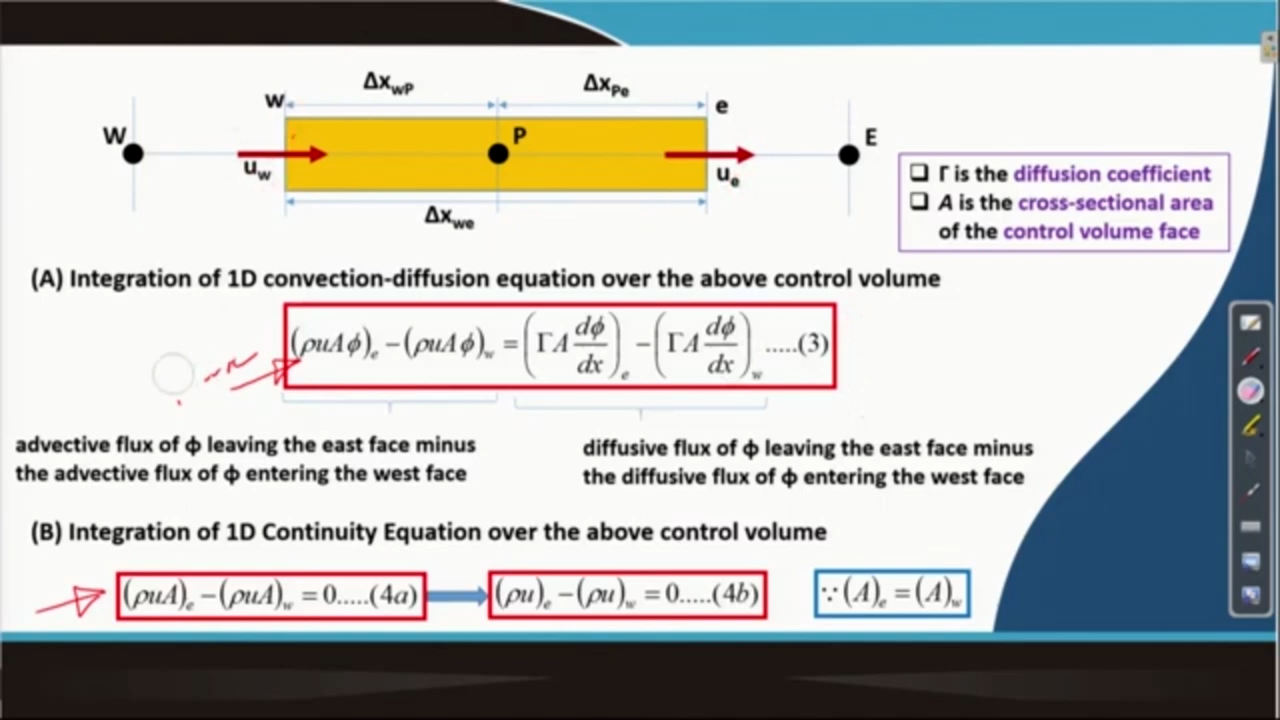 Δx_wP
Δx_Pe
w
e
W
P
E
u_w
u_e
Δx_we
❑ Γ is the diffusion coefficient
❑ A is the cross-sectional area
of the control volume face
(A) Integration of 1D convection-diffusion equation over the above control volume
(ρuAϕ)_e − (ρuAϕ)_w = (ΓA dϕ/dx)_e − (ΓA dϕ/dx)_w .....(3)
advective flux of ϕ leaving the east face minus
the advective flux of ϕ entering the west face
diffusive flux of ϕ leaving the east face minus
the diffusive flux of ϕ entering the west face
(B) Integration of 1D Continuity Equation over the above control volume
(ρuA)_e − (ρuA)_w = 0.....(4a)
(ρu)_e − (ρu)_w = 0.....(4b)
∵ (A)_e = (A)_w